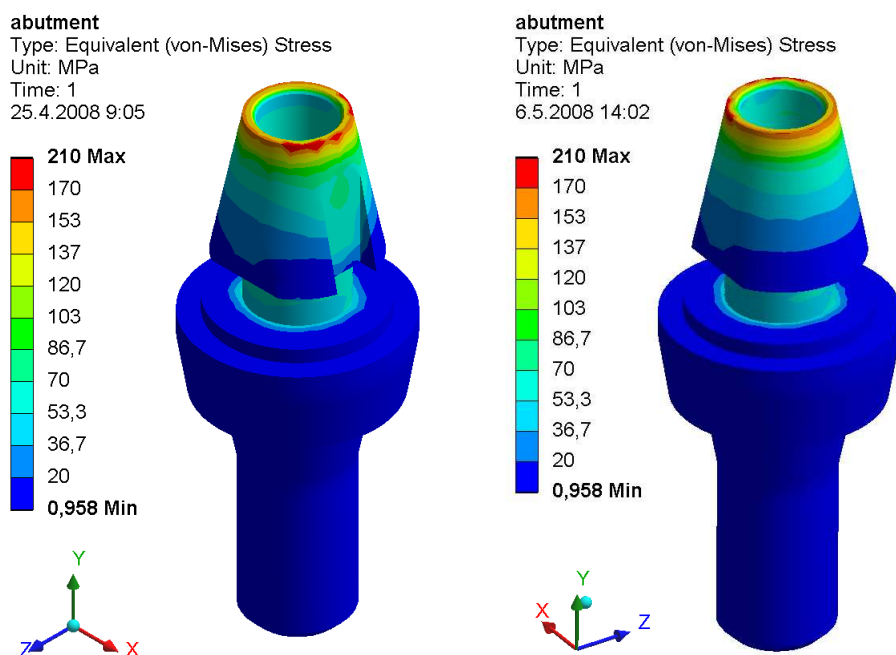 abutment
Type: Equivalent (von-Mises) Stress
Unit: MPa
Time: 1
25.4.2008 9:05
210 Max
170
153
137
120
103
86,7
70
53,3
36,7
20
0,958 Min
Y
Z
X
abutment
Type: Equivalent (von-Mises) Stress
Unit: MPa
Time: 1
6.5.2008 14:02
210 Max
170
153
137
120
103
86,7
70
53,3
36,7
20
0,958 Min
Y
X
Z